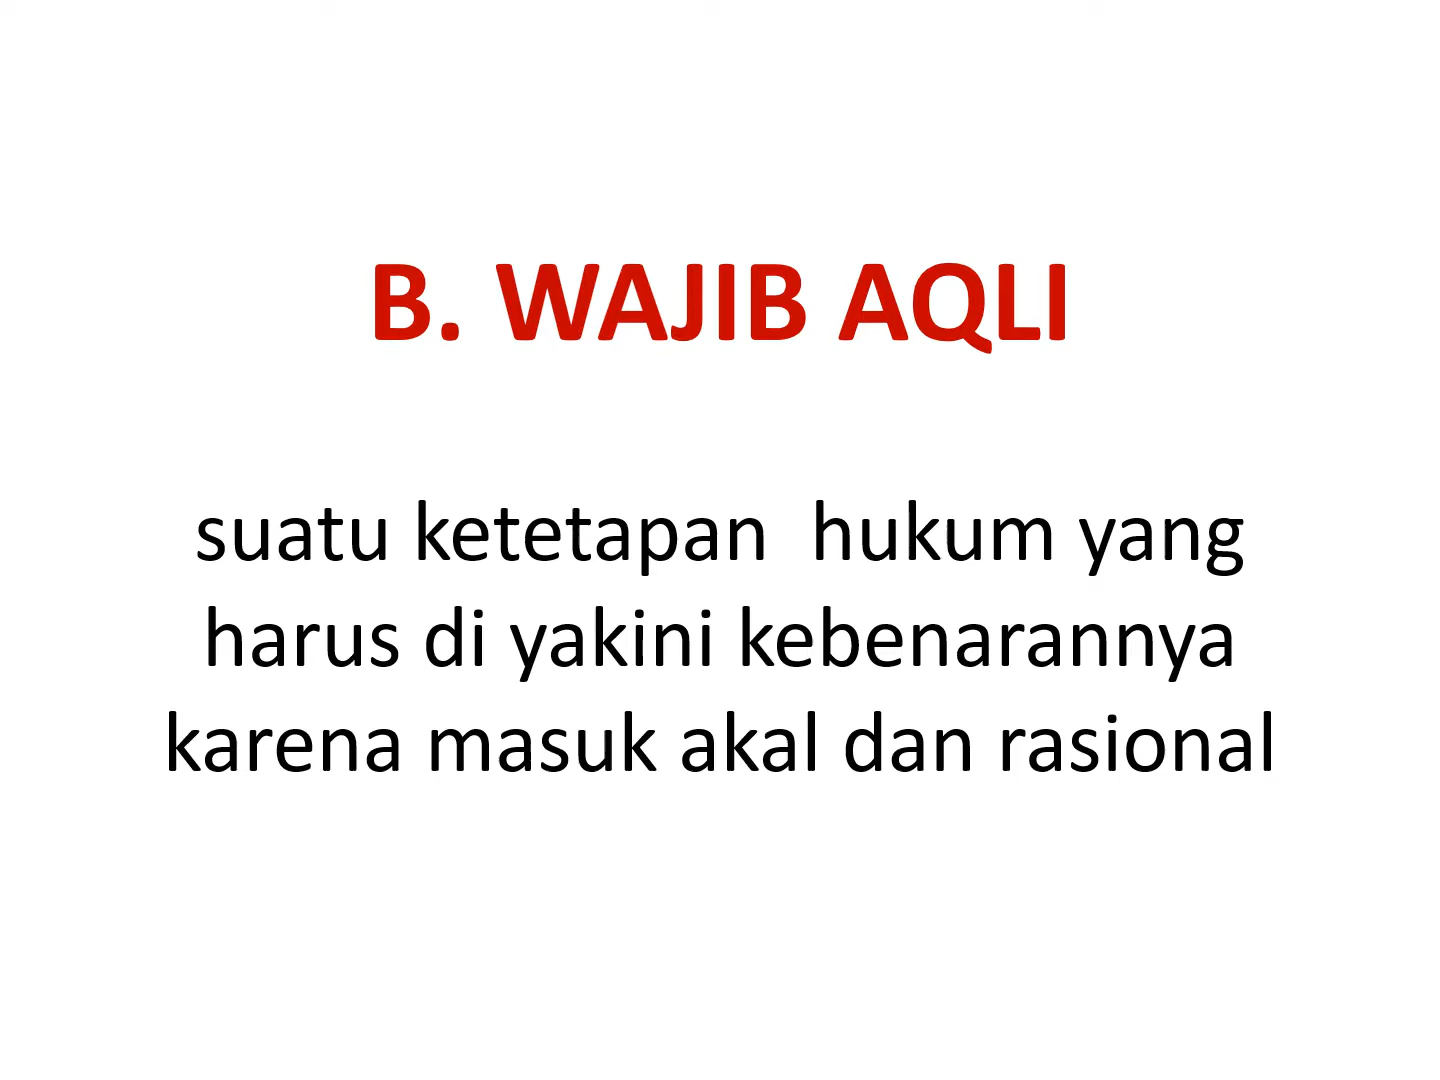 B. WAJIB AQLI
suatu ketetapan  hukum yang
harus di yakini kebenarannya
karena masuk akal dan rasional